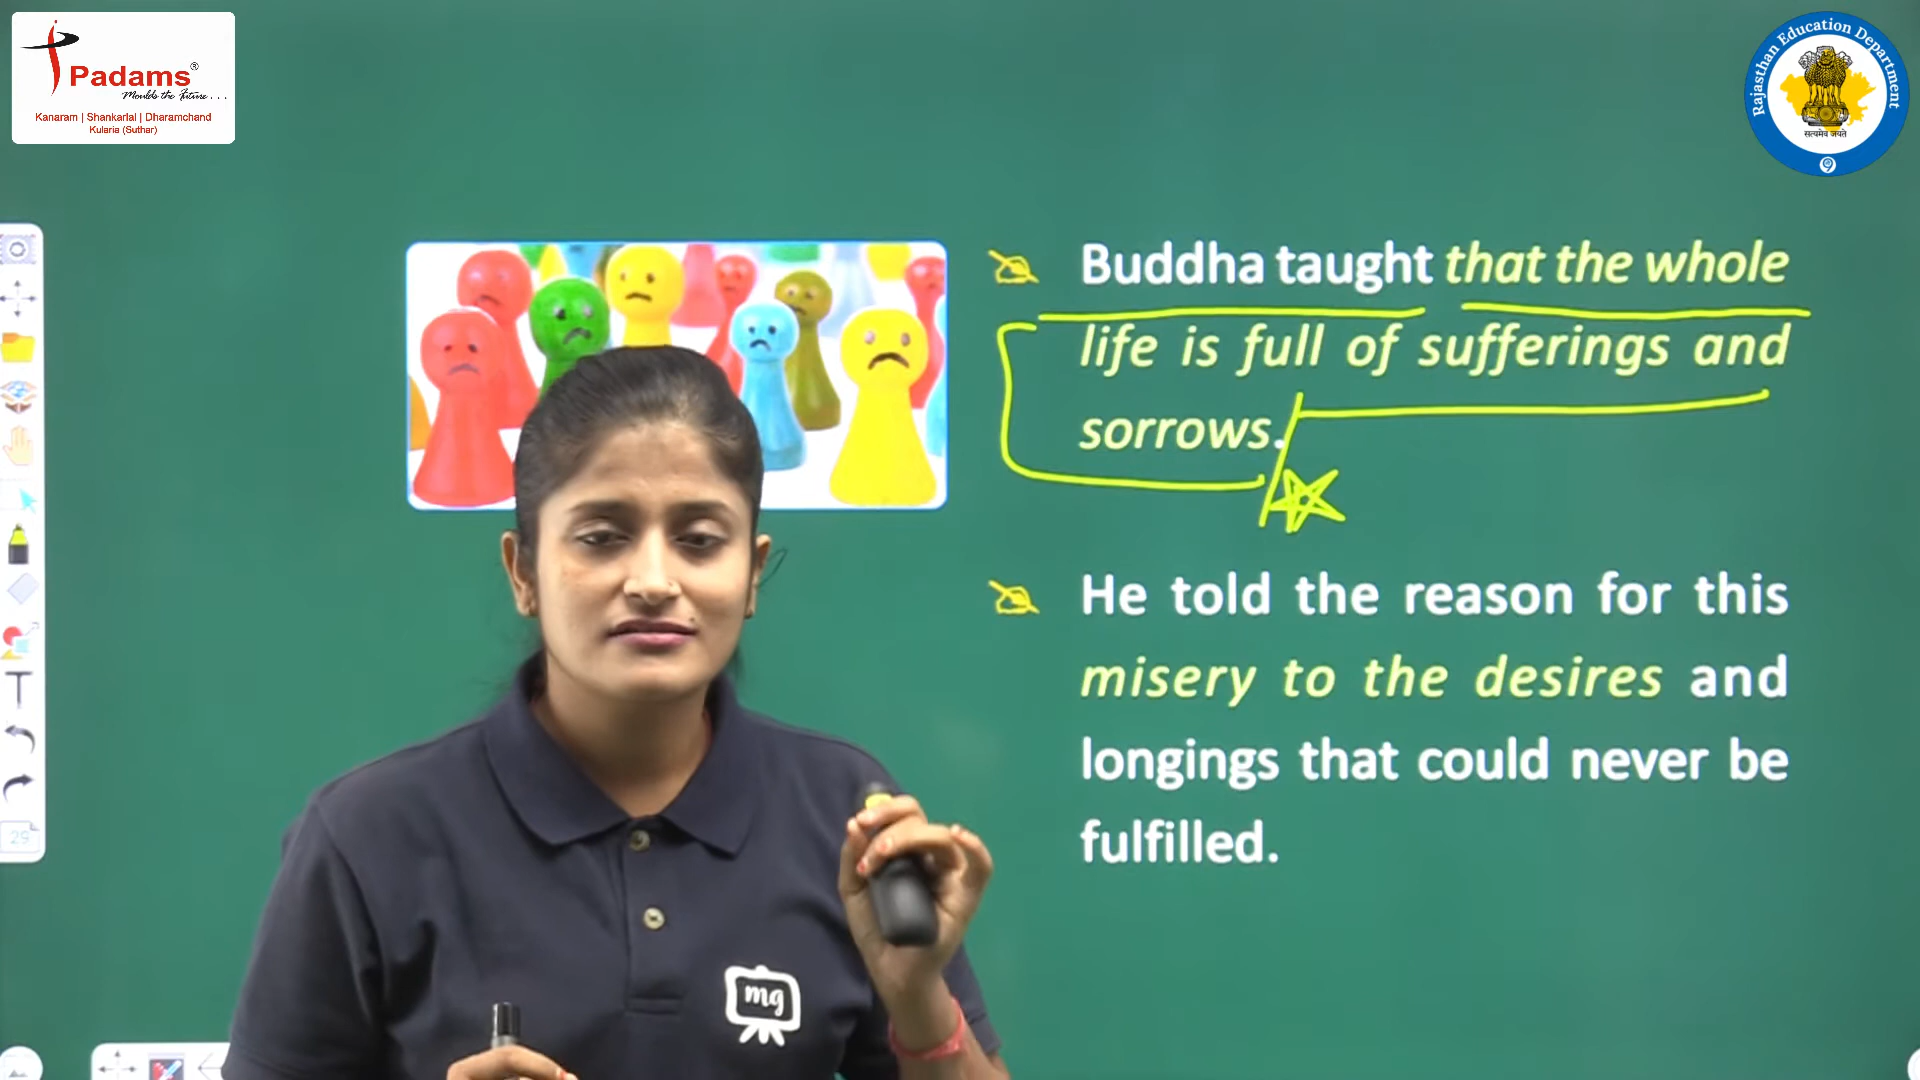 Padams®
Moulds the Future . . .
Kanaram | Shankarlal | Dharamchand
Kularia (Suthar)
Rajasthan Education Department
सत्यमेव जयते
Buddha taught that the whole
life is full of sufferings and
sorrows.
He told the reason for this
misery to the desires and
longings that could never be
fulfilled.
mg
T
29